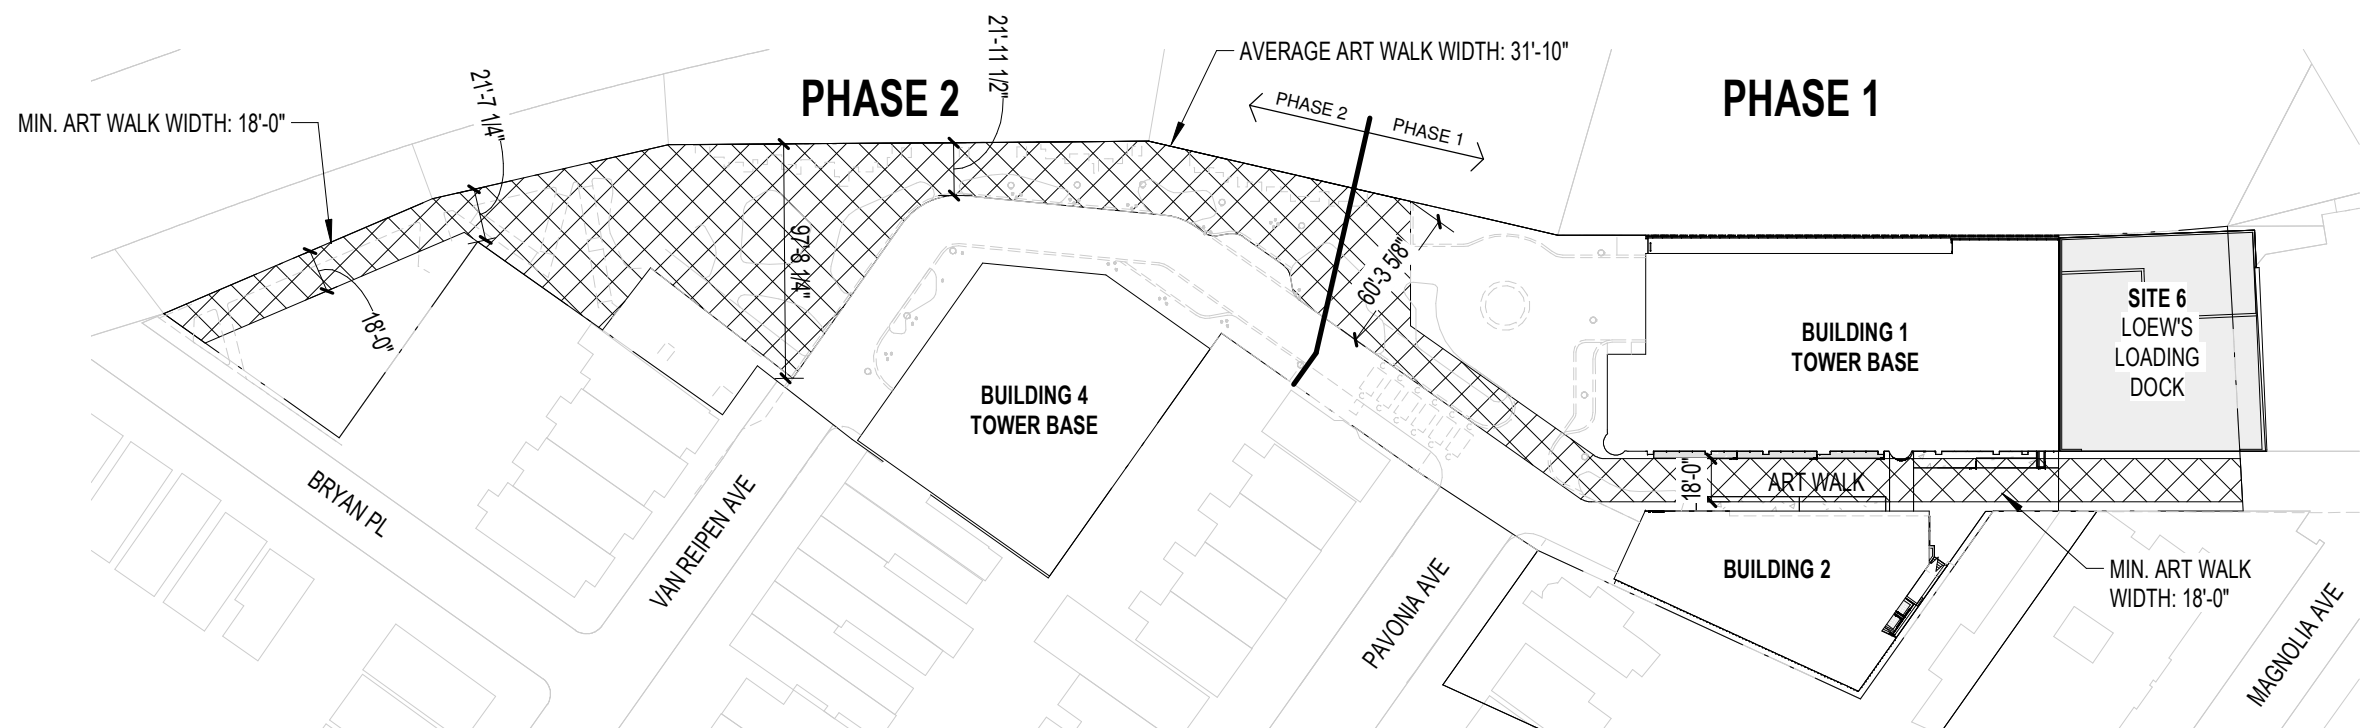 21'-11 1/2"
AVERAGE ART WALK WIDTH: 31'-10"
21'-7 1/4"
PHASE 2
PHASE 1
PHASE 2
PHASE 1
MIN. ART WALK WIDTH: 18'-0"
97'-8 1/4"
60'-3 5/8"
18'-0"
SITE 6
LOEW'S
LOADING
DOCK
BUILDING 1
TOWER BASE
BUILDING 4
TOWER BASE
18'-0"
ART WALK
BRYAN PL
VAN REIPEN AVE
PAVONIA AVE
BUILDING 2
MIN. ART WALK
WIDTH: 18'-0"
MAGNOLIA AVE